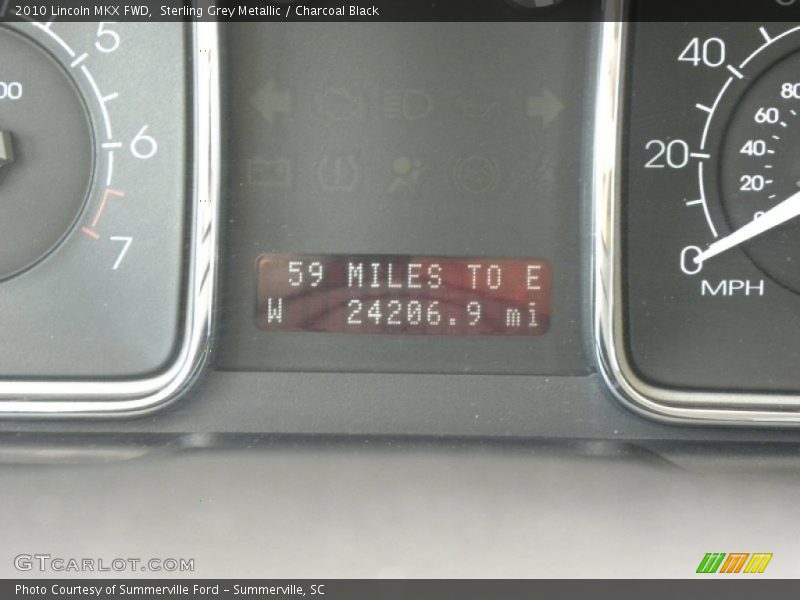 2010 Lincoln MKX FWD, Sterling Grey Metallic / Charcoal Black
5
6
7
00
40
20
0
MPH
80
60
40
20
59 MILES TO E
W 24206.9 mi
GTCARLOT.COM
Photo Courtesy of Summerville Ford - Summerville, SC